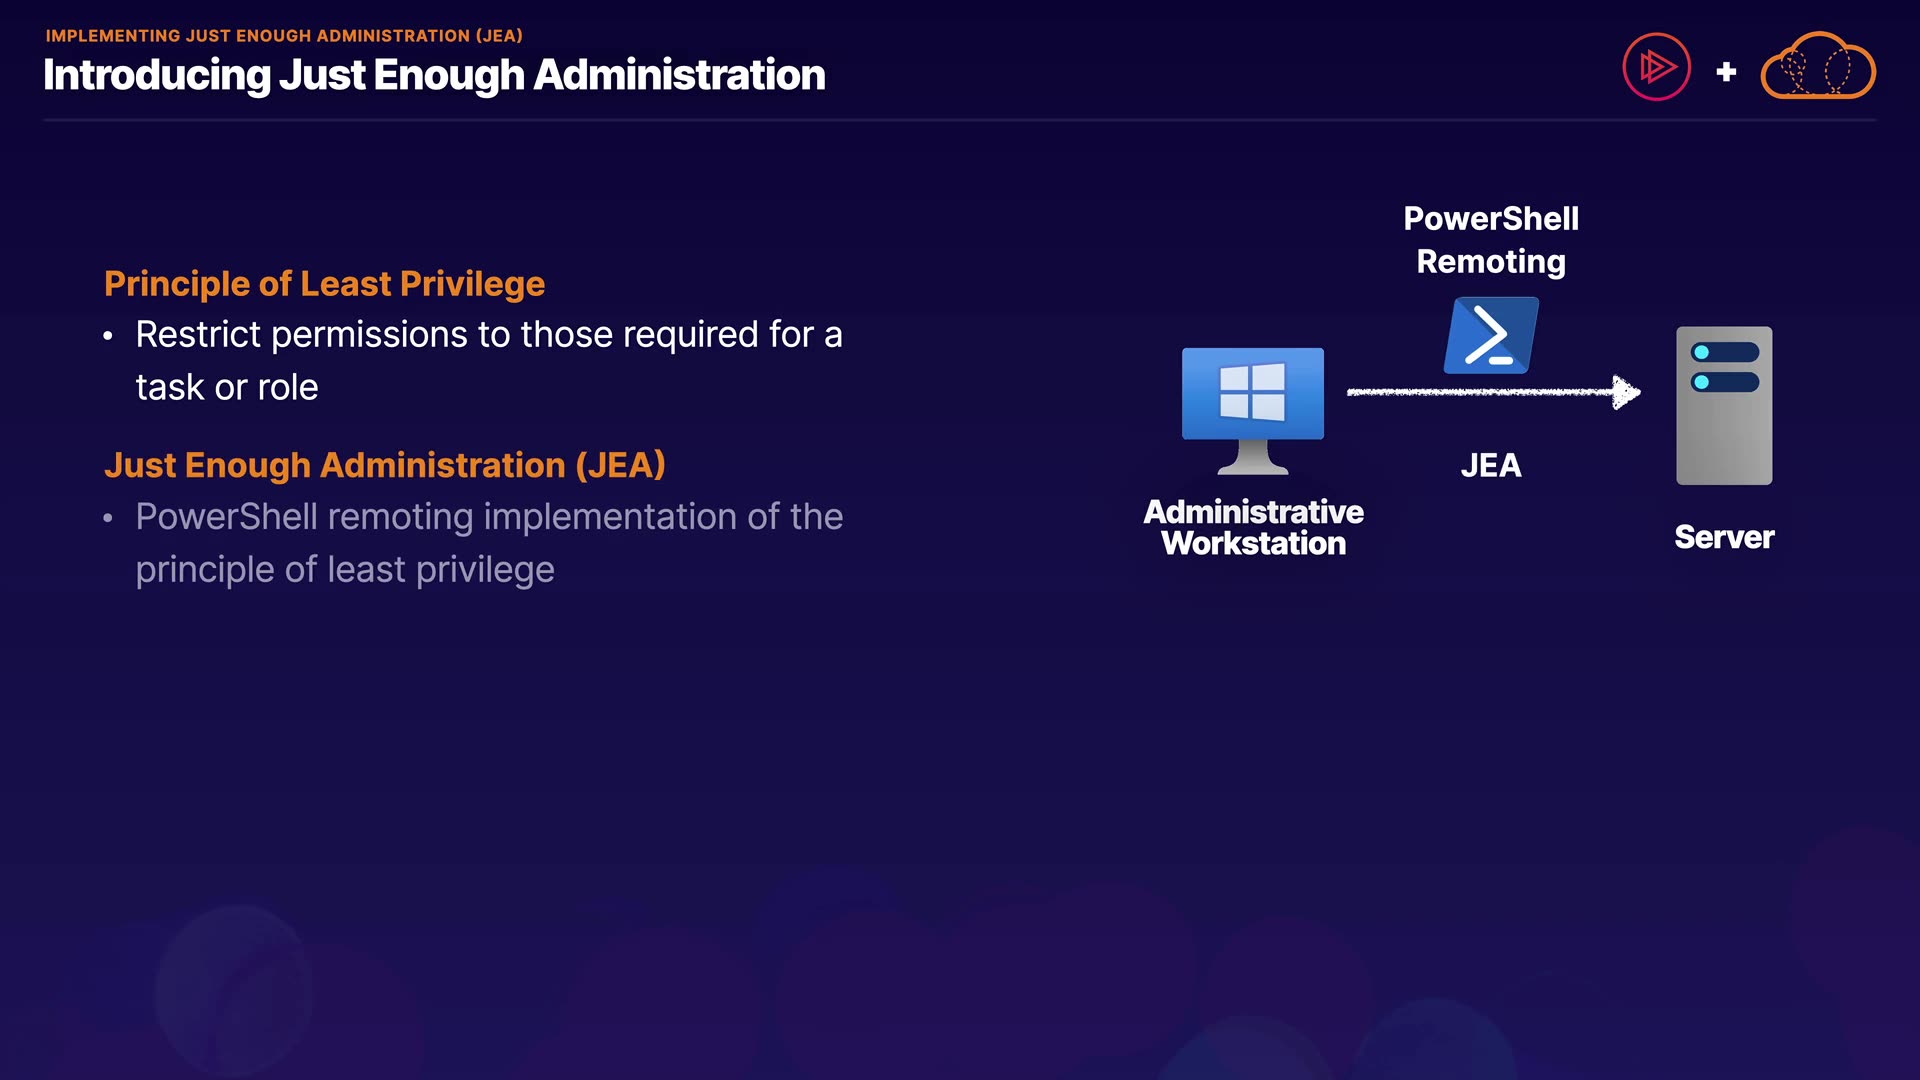 IMPLEMENTING JUST ENOUGH ADMINISTRATION (JEA)
Introducing Just Enough Administration
Principle of Least Privilege
• Restrict permissions to those required for a
task or role
Just Enough Administration (JEA)
• PowerShell remoting implementation of the
principle of least privilege
PowerShell
Remoting
JEA
Administrative
Workstation
Server